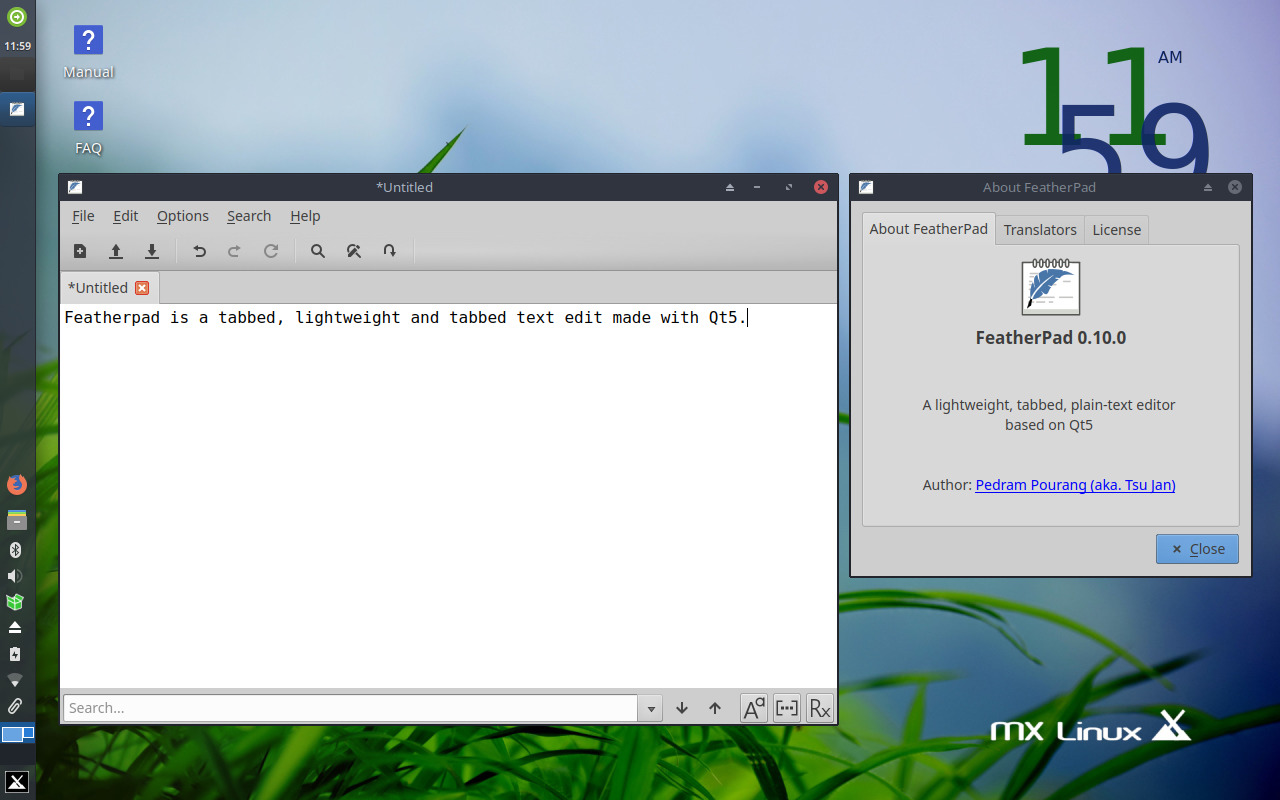 11:59
Manual
FAQ
11
AM
59
*Untitled
File Edit Options Search Help
*Untitled
Featherpad is a tabbed, lightweight and tabbed text edit made with Qt5.
Search...
Aa [···] Rx
About FeatherPad
About FeatherPad Translators License
FeatherPad 0.10.0
A lightweight, tabbed, plain-text editor
based on Qt5
Author: Pedram Pourang (aka. Tsu Jan)
Close
MX Linux